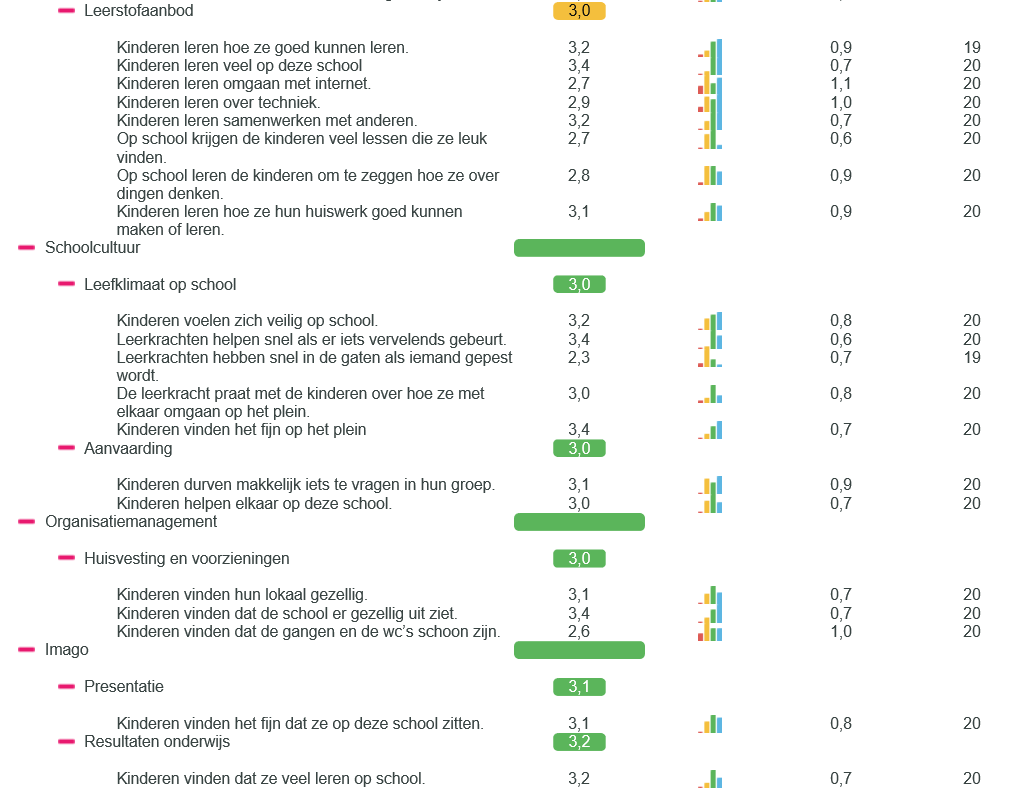 Leerstofaanbod 3,0
Kinderen leren hoe ze goed kunnen leren. 3,2 0,9 19
Kinderen leren veel op deze school 3,4 0,7 20
Kinderen leren omgaan met internet. 2,7 1,1 20
Kinderen leren over techniek. 2,9 1,0 20
Kinderen leren samenwerken met anderen. 3,2 0,7 20
Op school krijgen de kinderen veel lessen die ze leuk 2,7 0,6 20
vinden.
Op school leren de kinderen om te zeggen hoe ze over 2,8 0,9 20
dingen denken.
Kinderen leren hoe ze hun huiswerk goed kunnen 3,1 0,9 20
maken of leren.
Schoolcultuur
Leefklimaat op school 3,0
Kinderen voelen zich veilig op school. 3,2 0,8 20
Leerkrachten helpen snel als er iets vervelends gebeurt. 3,4 0,6 20
Leerkrachten hebben snel in de gaten als iemand gepest 2,3 0,7 19
wordt.
De leerkracht praat met de kinderen over hoe ze met 3,0 0,8 20
elkaar omgaan op het plein.
Kinderen vinden het fijn op het plein 3,4 0,7 20
Aanvaarding 3,0
Kinderen durven makkelijk iets te vragen in hun groep. 3,1 0,9 20
Kinderen helpen elkaar op deze school. 3,0 0,7 20
Organisatiemanagement
Huisvesting en voorzieningen 3,0
Kinderen vinden hun lokaal gezellig. 3,1 0,7 20
Kinderen vinden dat de school er gezellig uit ziet. 3,4 0,7 20
Kinderen vinden dat de gangen en de wc's schoon zijn. 2,6 1,0 20
Imago
Presentatie 3,1
Kinderen vinden het fijn dat ze op deze school zitten. 3,1 0,8 20
Resultaten onderwijs 3,2
Kinderen vinden dat ze veel leren op school. 3,2 0,7 20